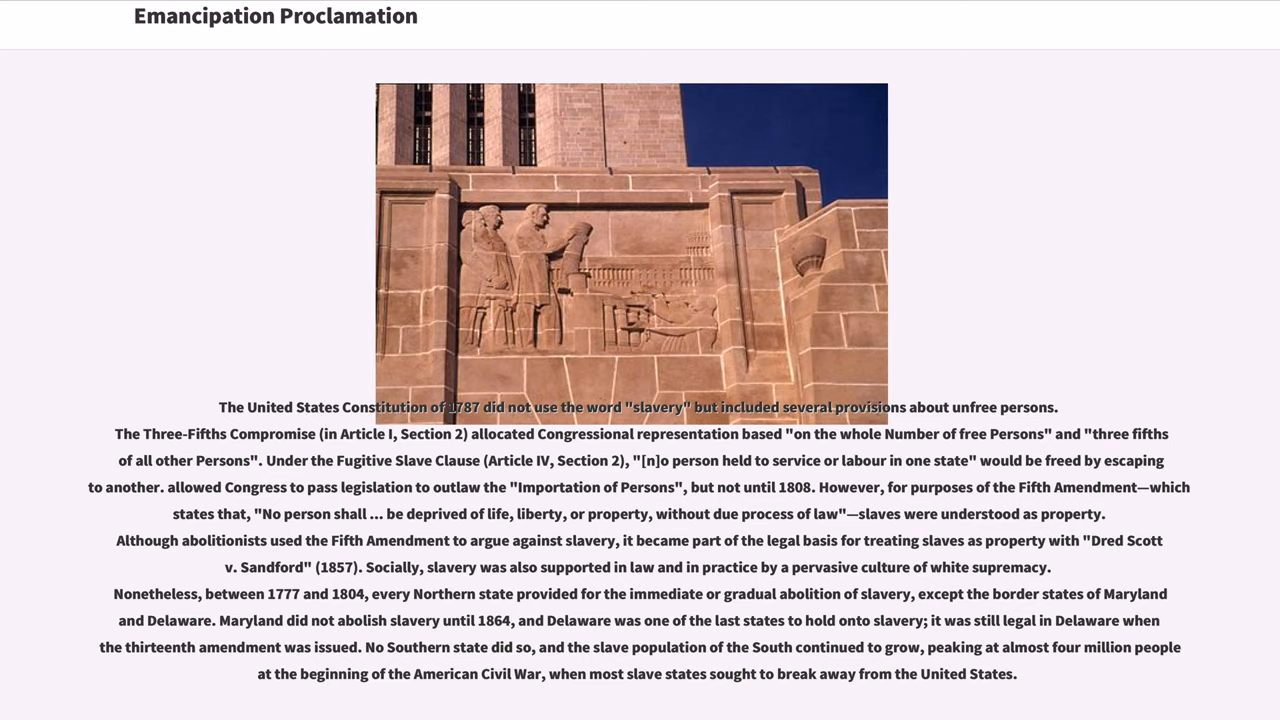 Emancipation Proclamation
The United States Constitution of 1787 did not use the word "slavery" but included several provisions about unfree persons.
The Three-Fifths Compromise (in Article I, Section 2) allocated Congressional representation based "on the whole Number of free Persons" and "three fifths
of all other Persons". Under the Fugitive Slave Clause (Article IV, Section 2), "[n]o person held to service or labour in one state" would be freed by escaping
to another. allowed Congress to pass legislation to outlaw the "Importation of Persons", but not until 1808. However, for purposes of the Fifth Amendment—which
states that, "No person shall ... be deprived of life, liberty, or property, without due process of law"—slaves were understood as property.
Although abolitionists used the Fifth Amendment to argue against slavery, it became part of the legal basis for treating slaves as property with "Dred Scott
v. Sandford" (1857). Socially, slavery was also supported in law and in practice by a pervasive culture of white supremacy.
Nonetheless, between 1777 and 1804, every Northern state provided for the immediate or gradual abolition of slavery, except the border states of Maryland
and Delaware. Maryland did not abolish slavery until 1864, and Delaware was one of the last states to hold onto slavery; it was still legal in Delaware when
the thirteenth amendment was issued. No Southern state did so, and the slave population of the South continued to grow, peaking at almost four million people
at the beginning of the American Civil War, when most slave states sought to break away from the United States.